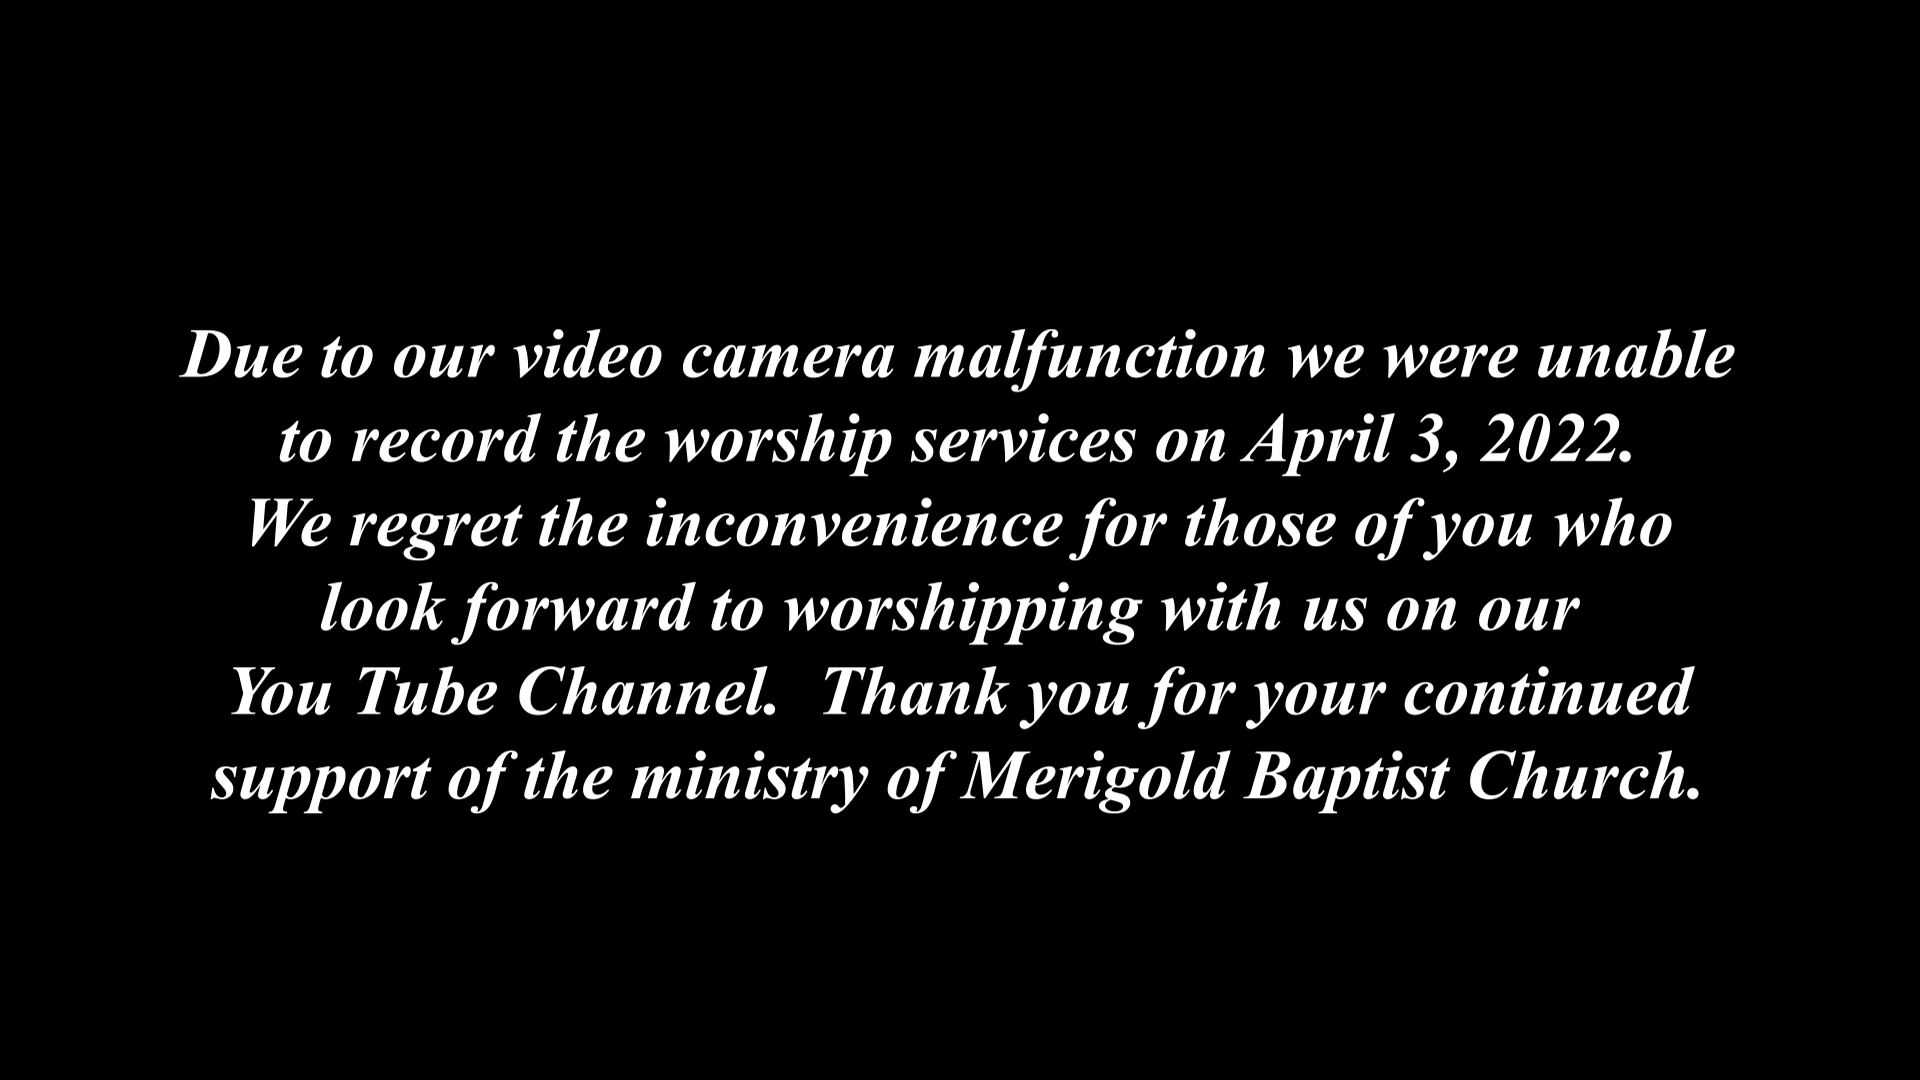 Due to our video camera malfunction we were unable
to record the worship services on April 3, 2022.
We regret the inconvenience for those of you who
look forward to worshipping with us on our
You Tube Channel.  Thank you for your continued
support of the ministry of Merigold Baptist Church.